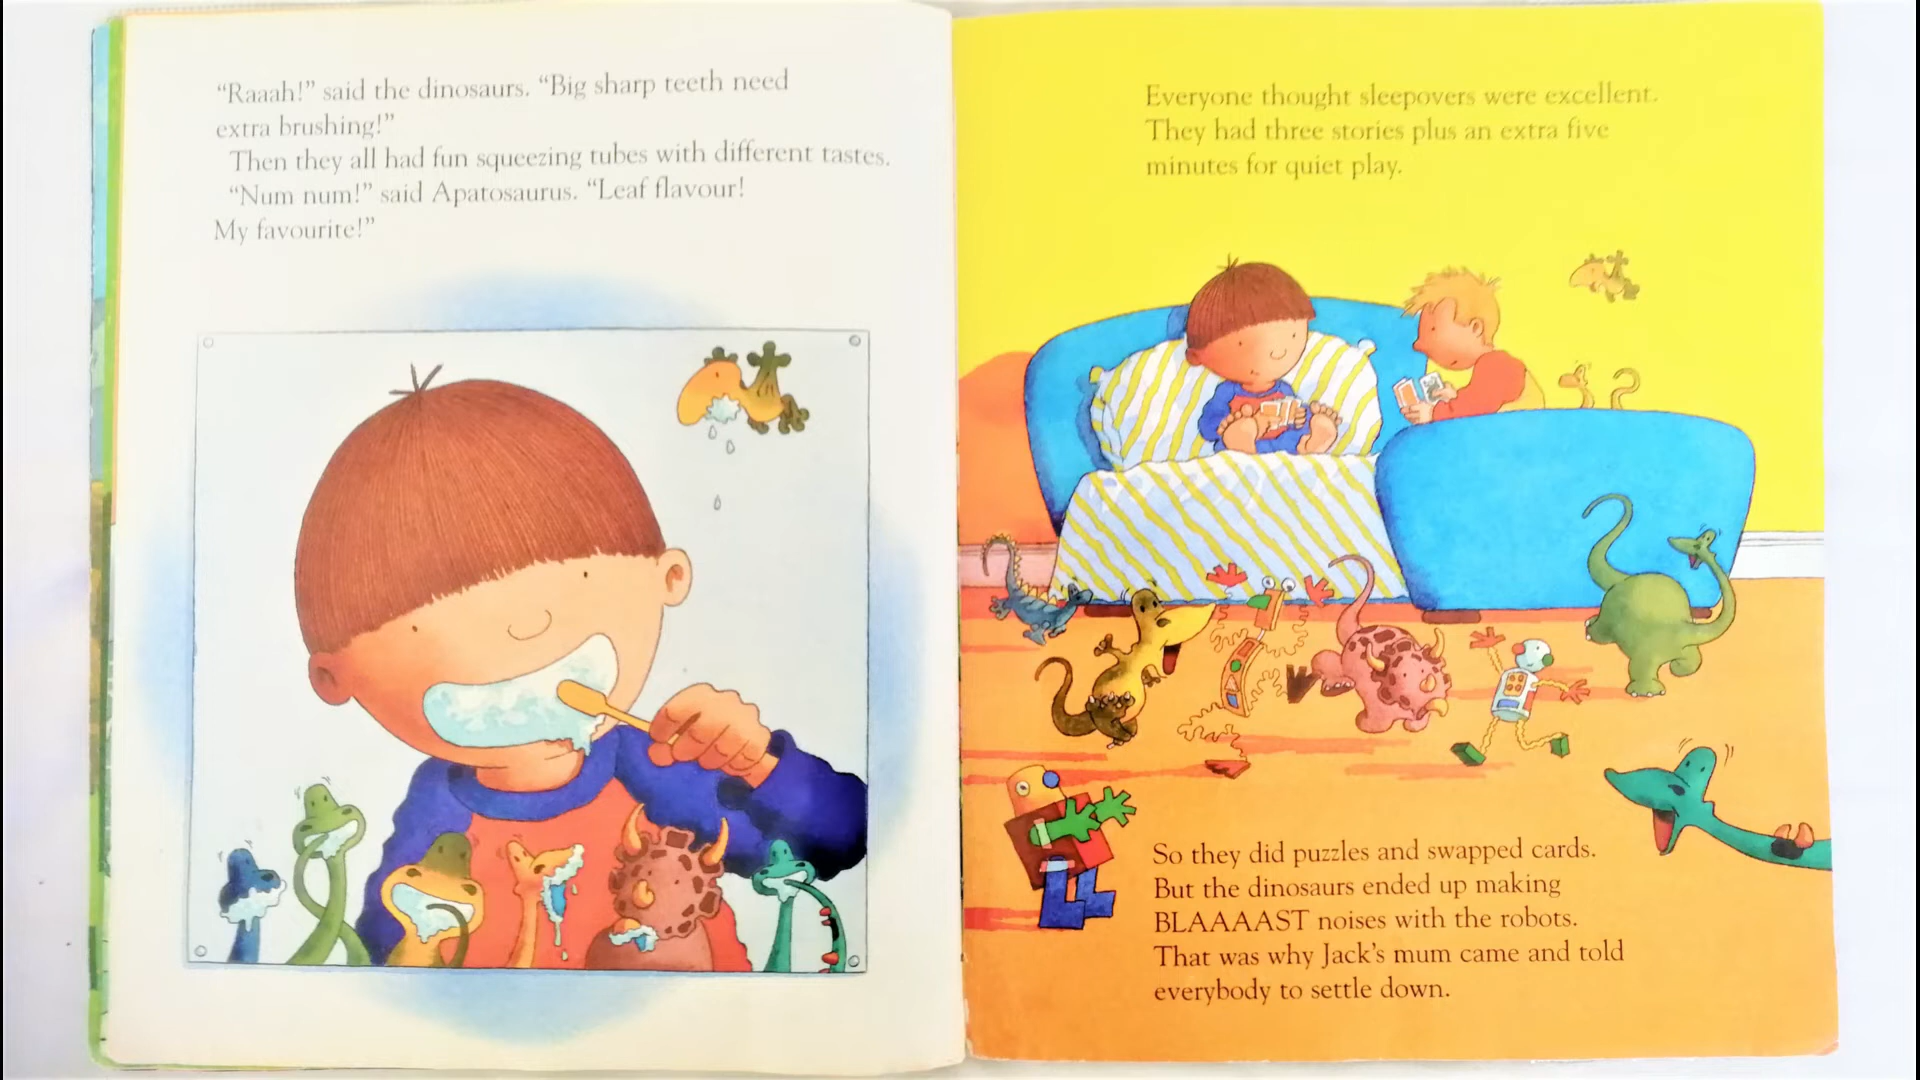 “Raaah!” said the dinosaurs. “Big sharp teeth need
extra brushing!”
Then they all had fun squeezing tubes with different tastes.
“Num num!” said Apatosaurus. “Leaf flavour!
My favourite!”
Everyone thought sleepovers were excellent.
They had three stories plus an extra five
minutes for quiet play.
So they did puzzles and swapped cards.
But the dinosaurs ended up making
BLAAAAST noises with the robots.
That was why Jack’s mum came and told
everybody to settle down.